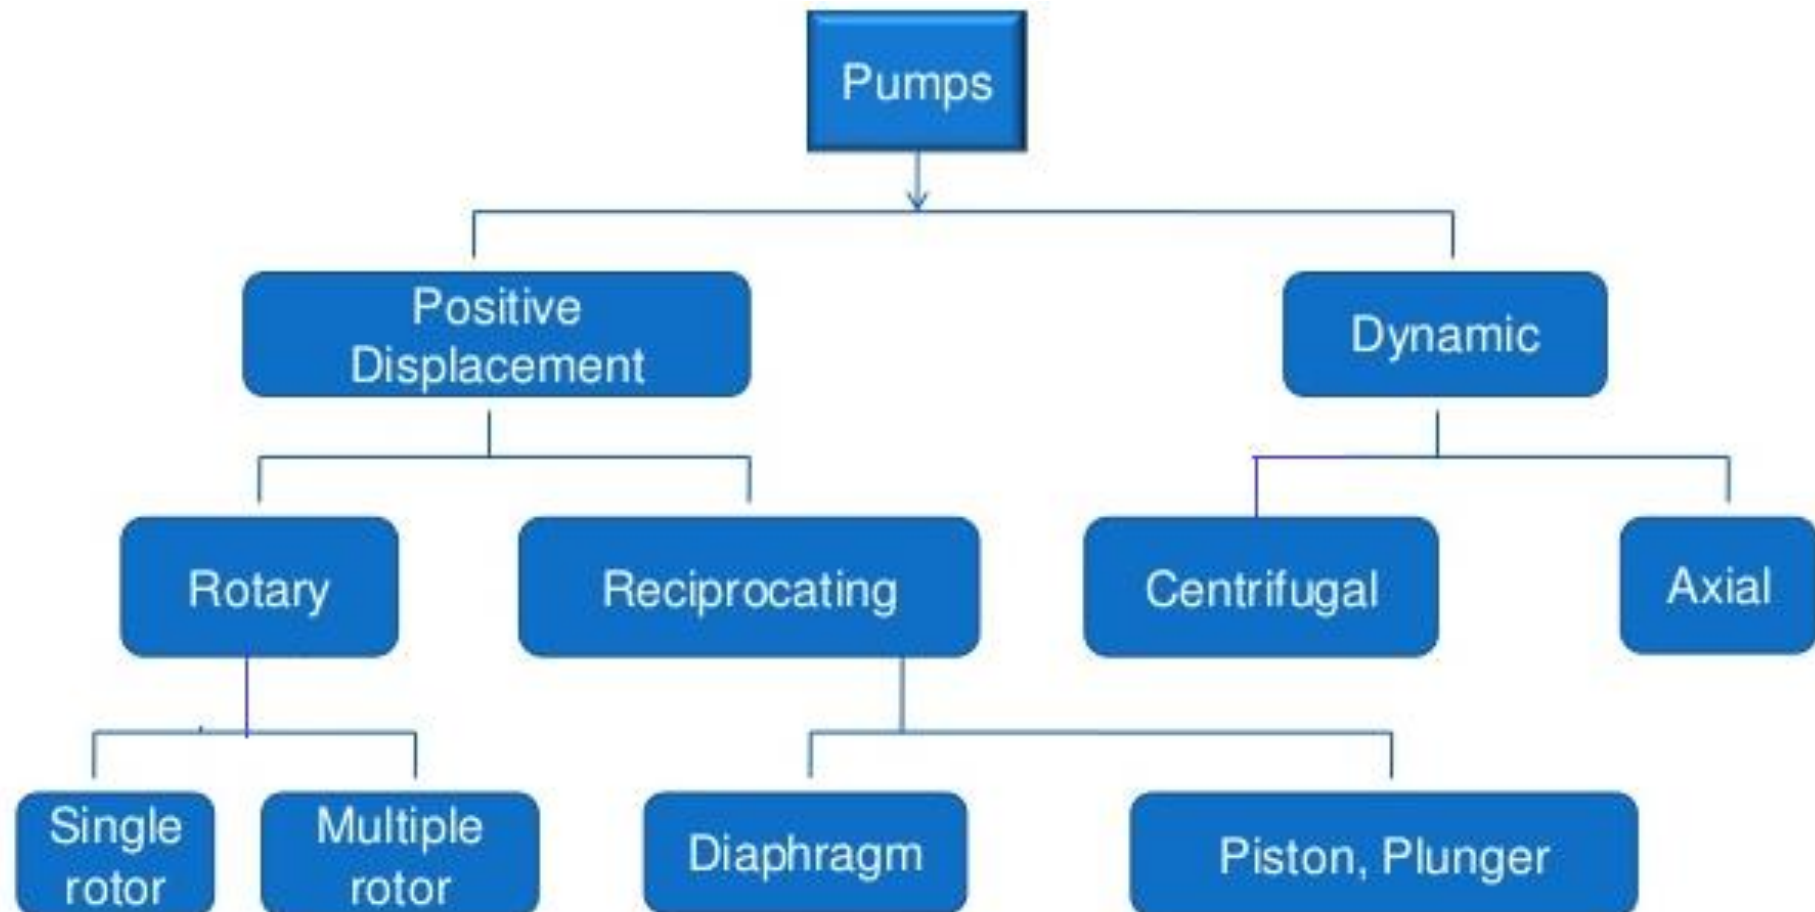 Pumps
Positive
Displacement
Dynamic
Rotary
Reciprocating
Centrifugal
Axial
Single
rotor
Multiple
rotor
Diaphragm
Piston, Plunger